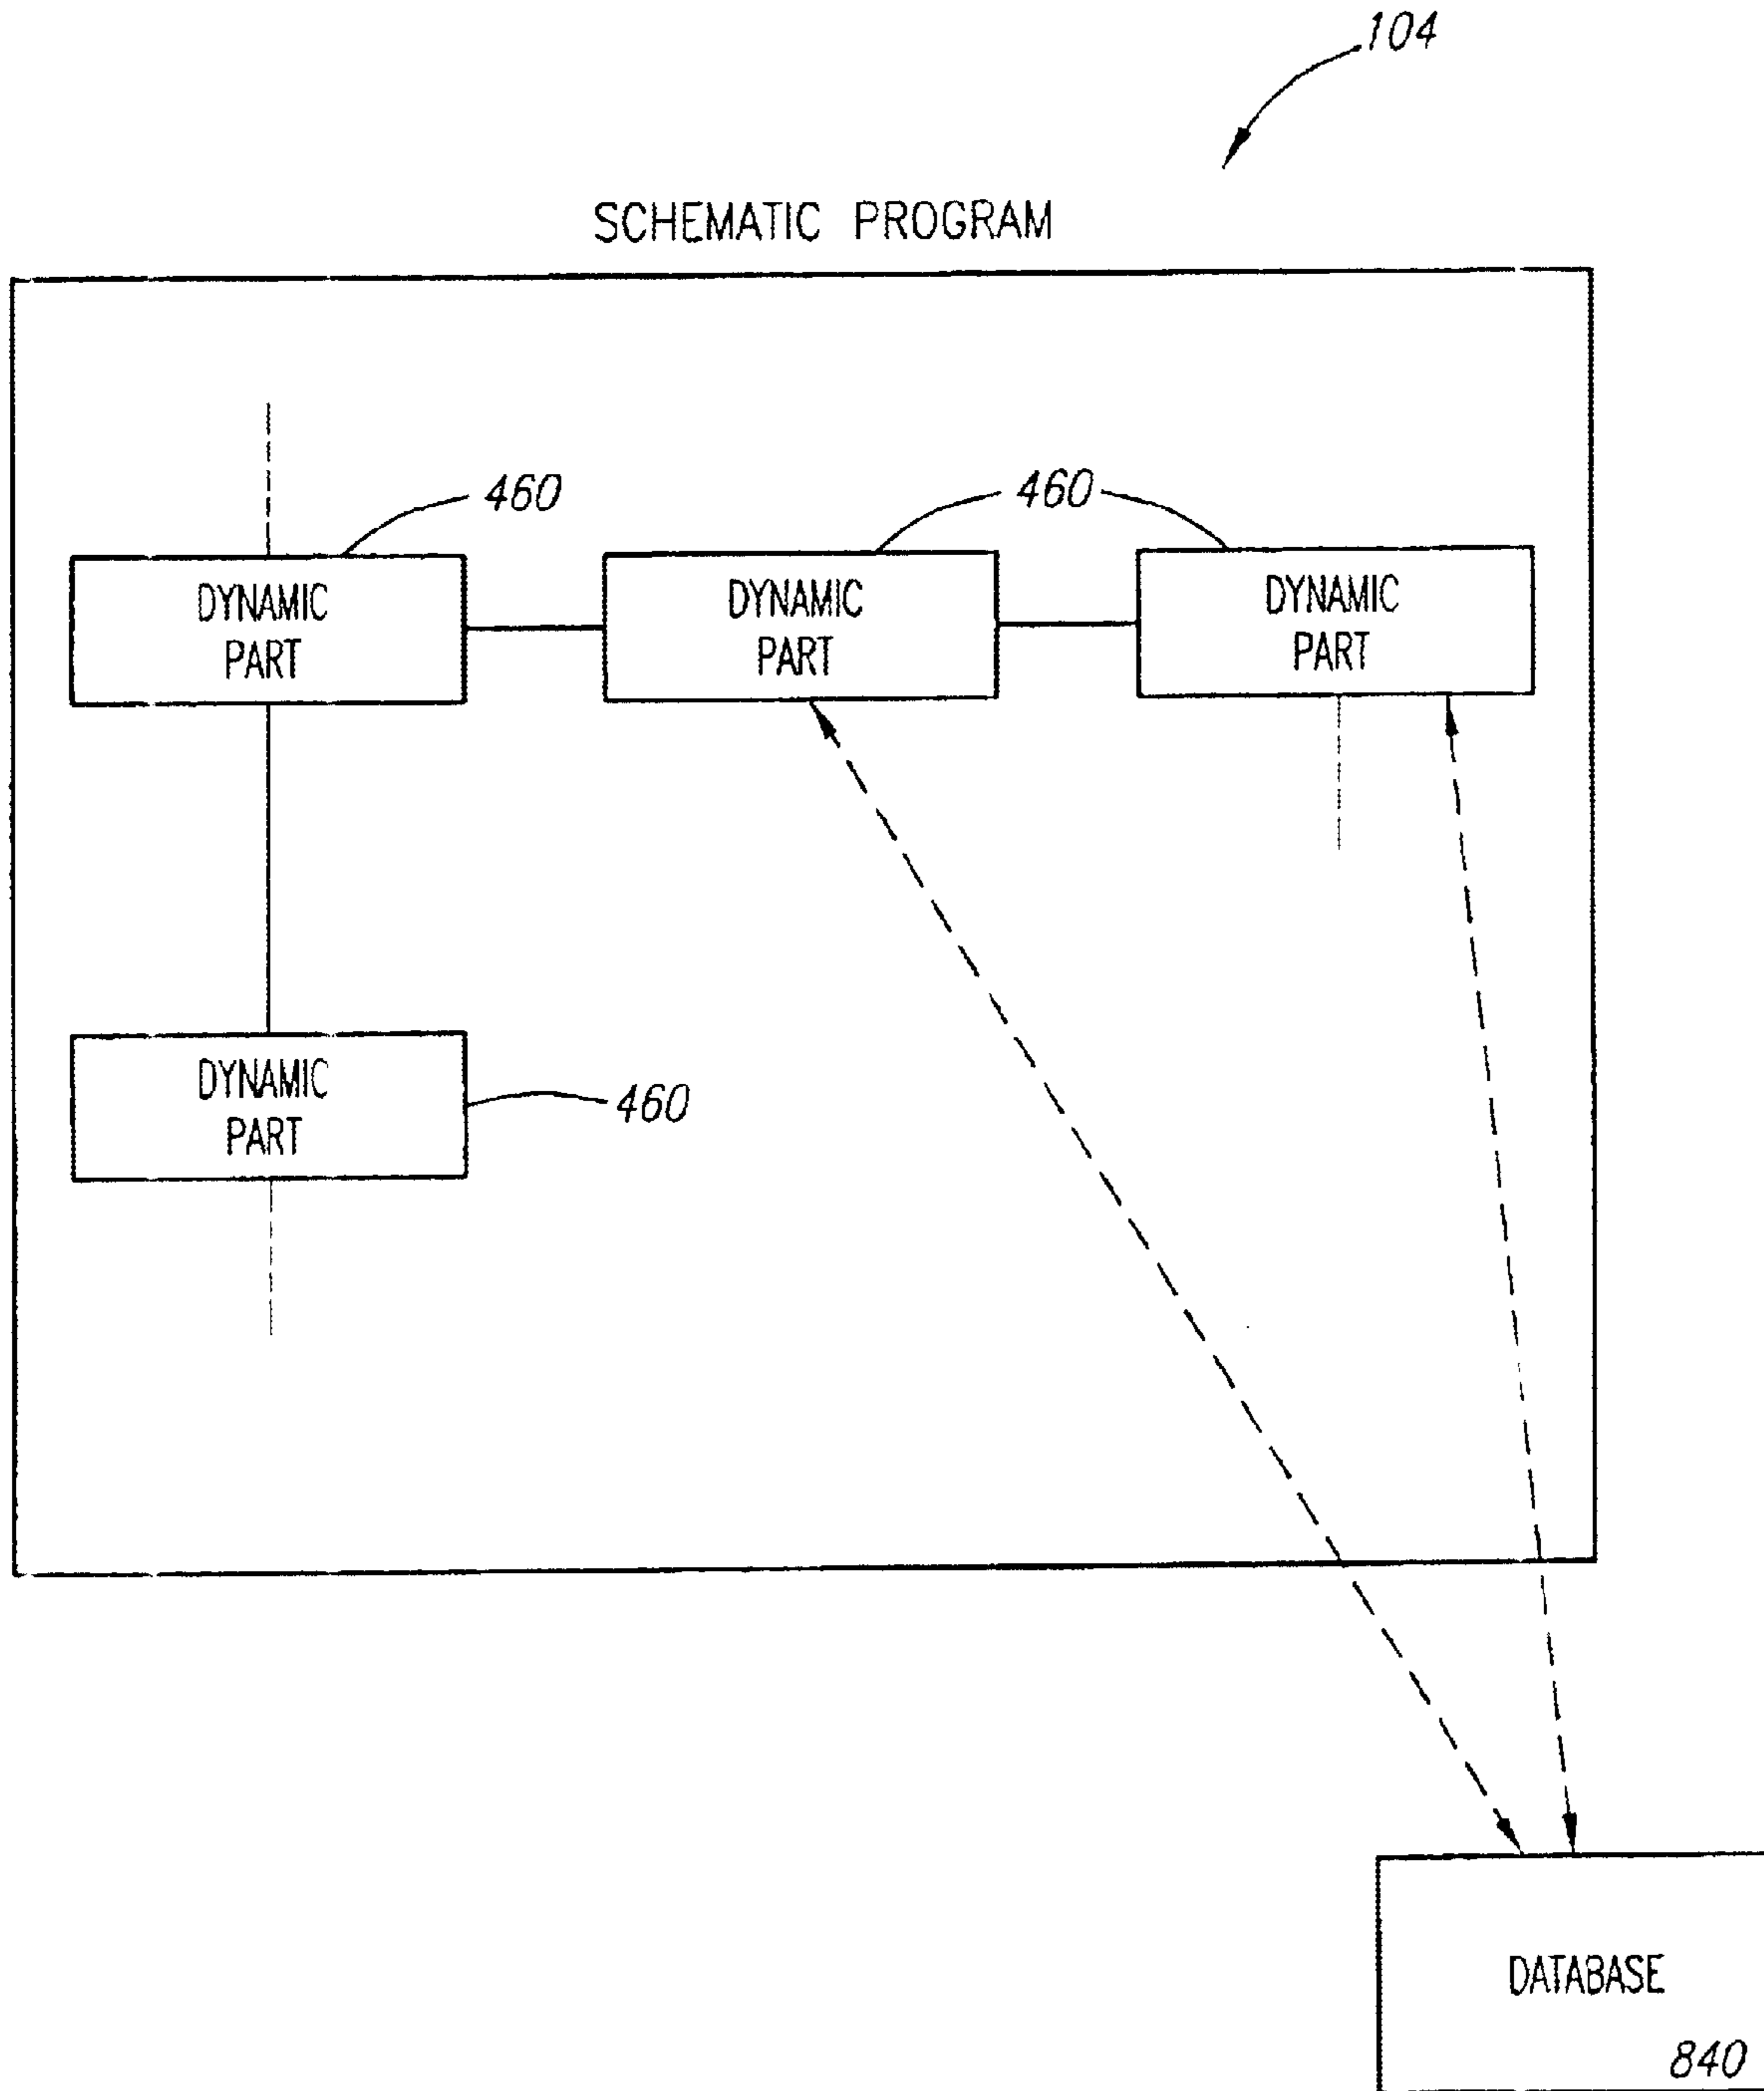 104
SCHEMATIC PROGRAM
460
460
DYNAMIC
PART
DYNAMIC
PART
DYNAMIC
PART
DYNAMIC
PART
460
DATABASE
840